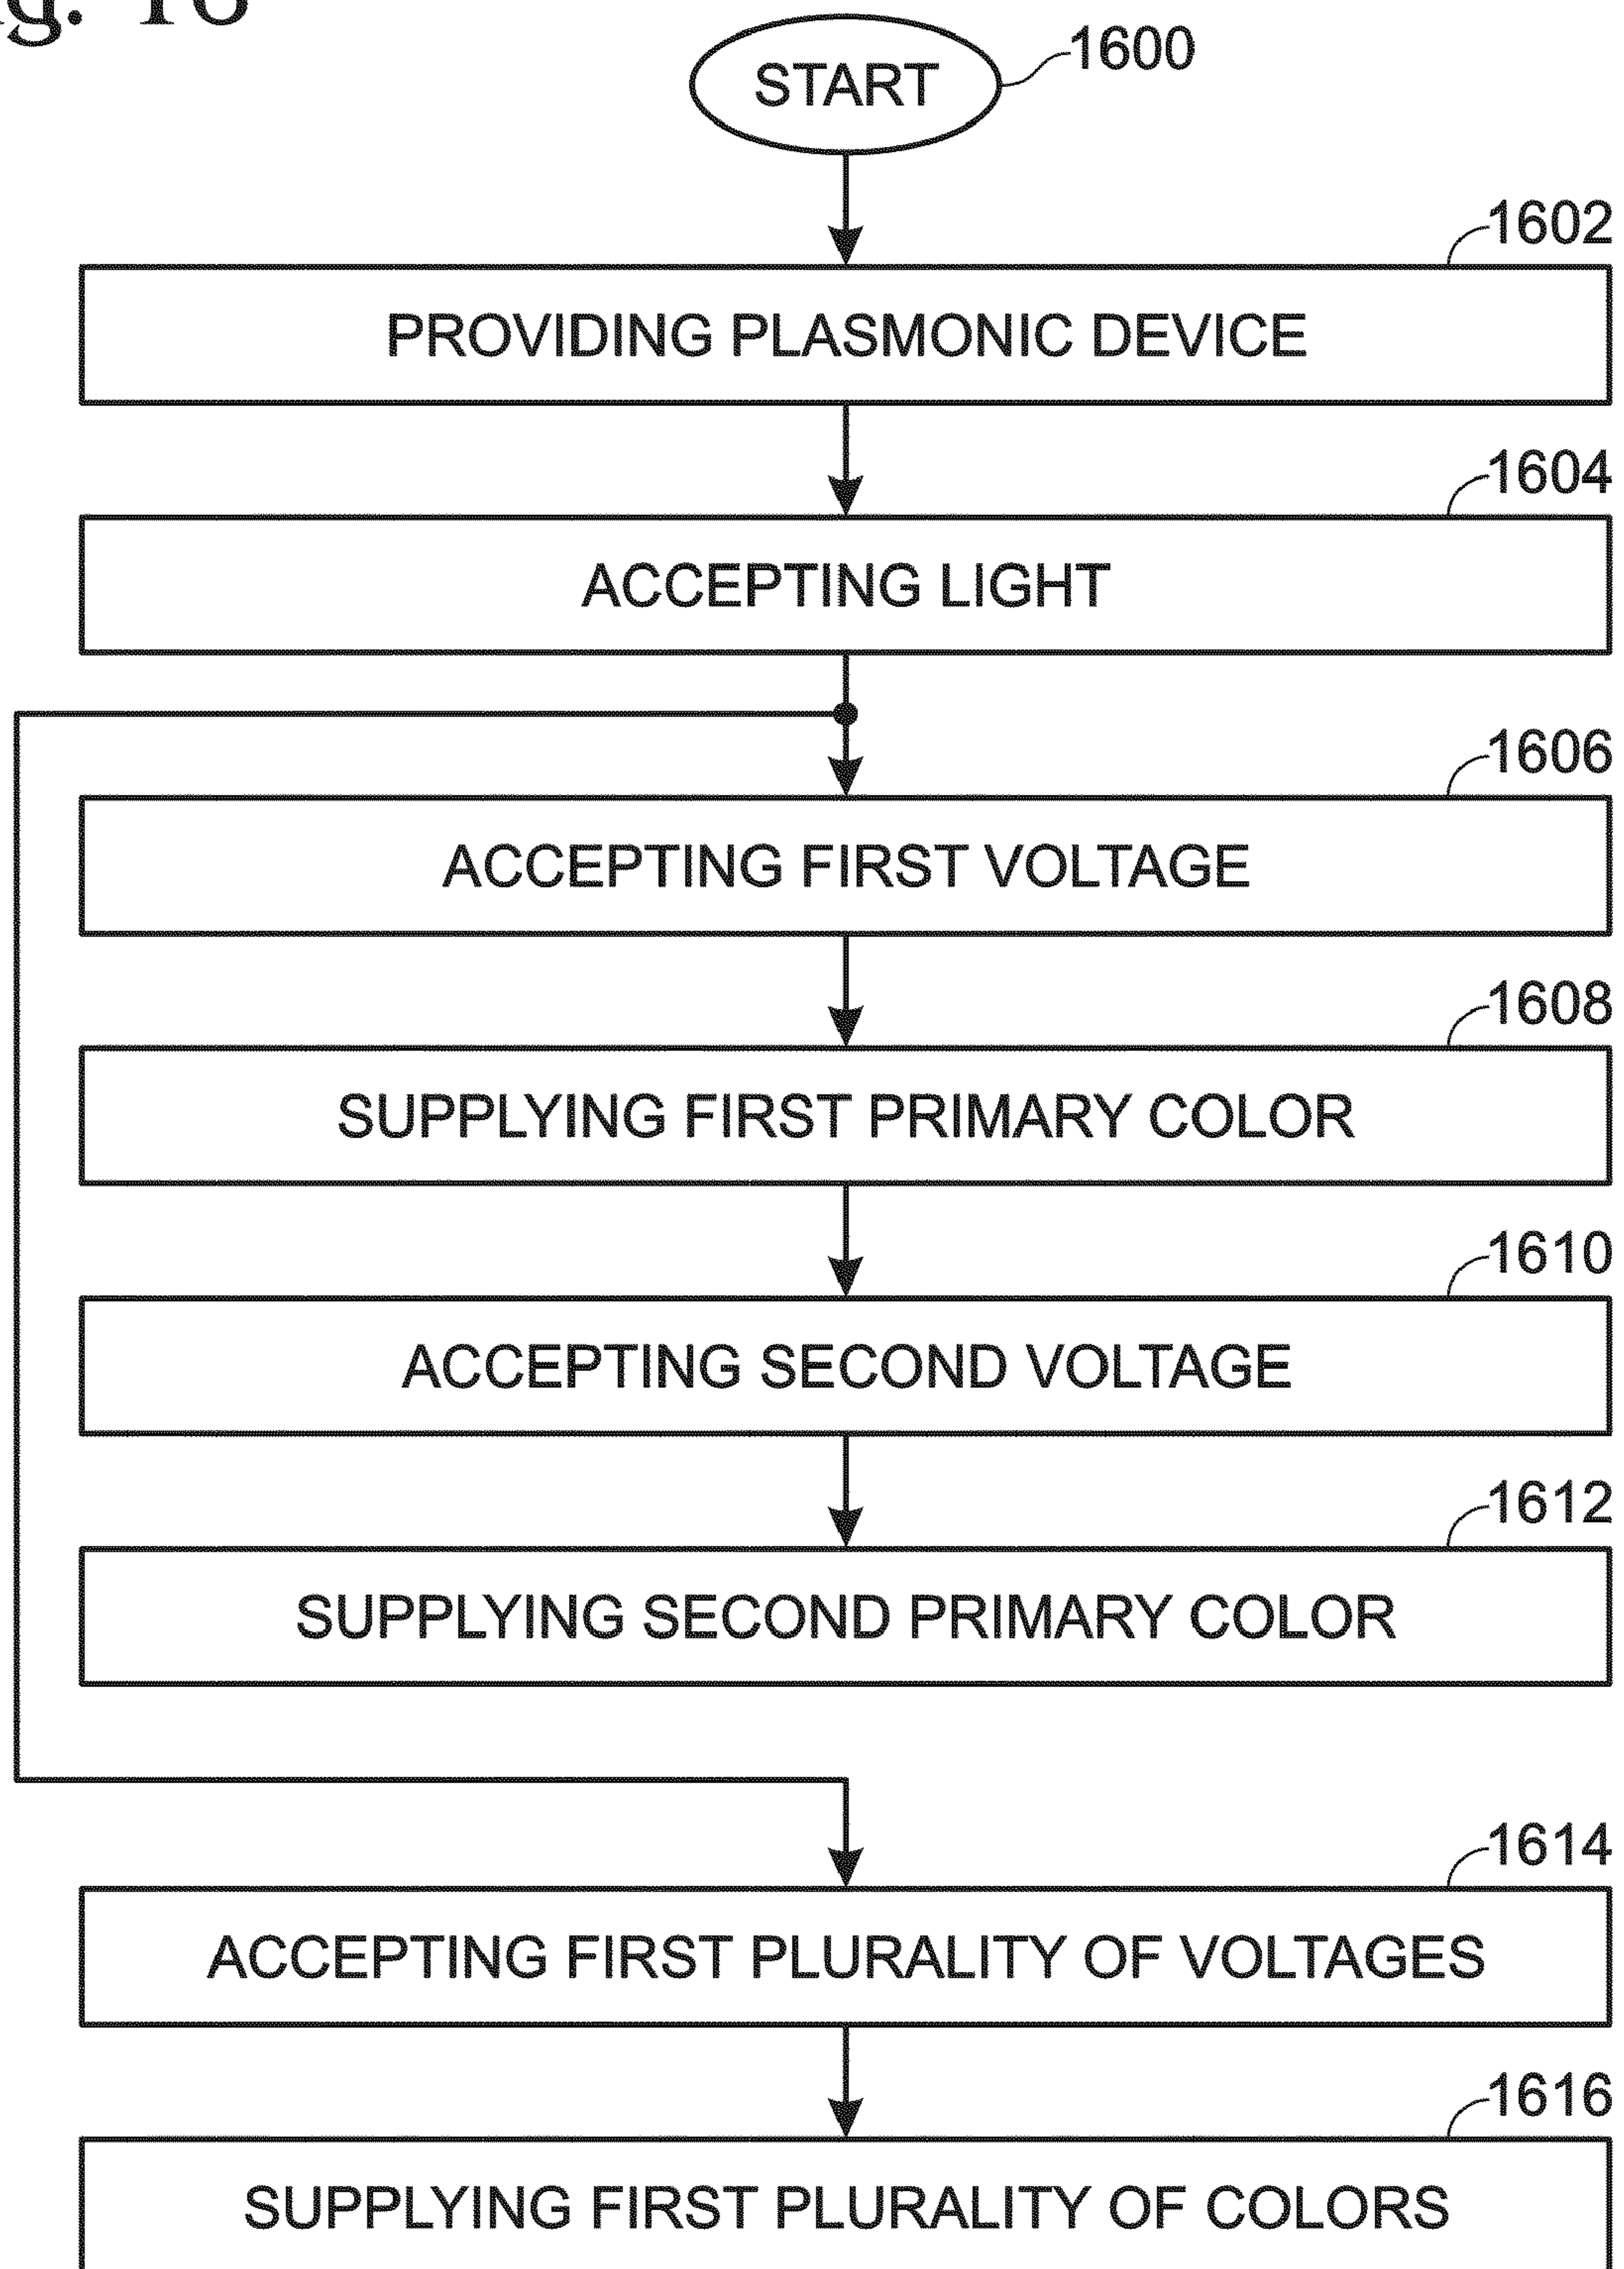 START
1600
1602
PROVIDING PLASMONIC DEVICE
1604
ACCEPTING LIGHT
1606
ACCEPTING FIRST VOLTAGE
1608
SUPPLYING FIRST PRIMARY COLOR
1610
ACCEPTING SECOND VOLTAGE
1612
SUPPLYING SECOND PRIMARY COLOR
1614
ACCEPTING FIRST PLURALITY OF VOLTAGES
1616
SUPPLYING FIRST PLURALITY OF COLORS